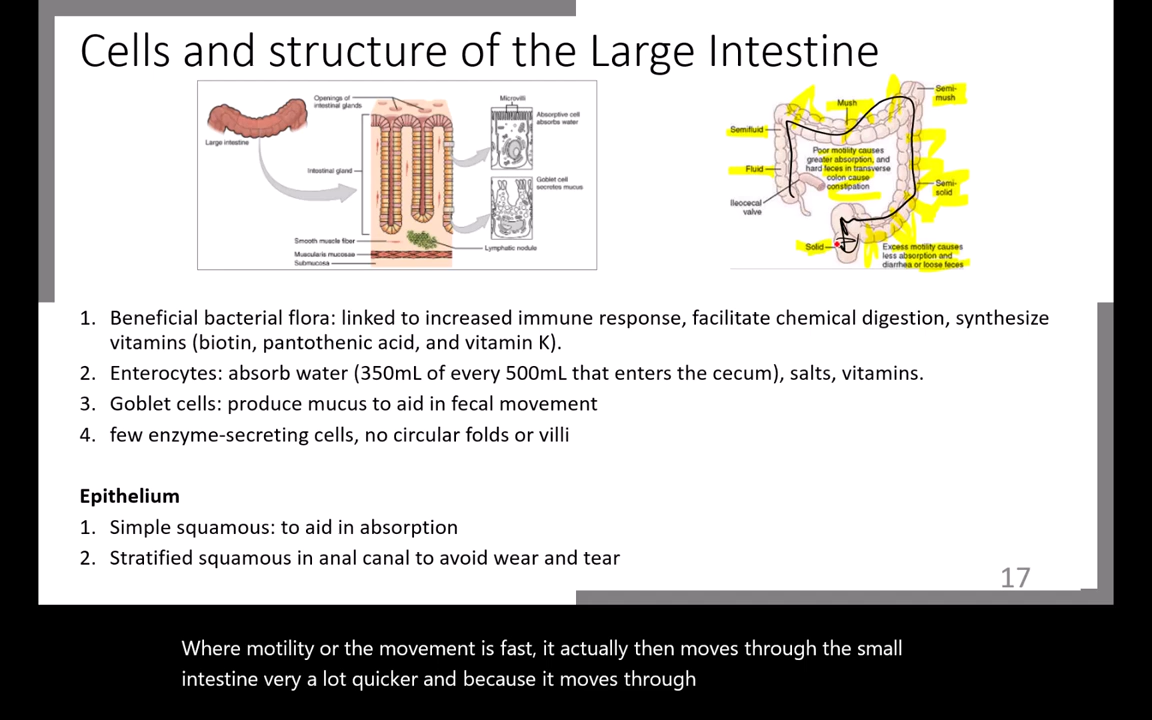 Cells and structure of the Large Intestine
Large intestine
Openings of
intestinal glands
Intestinal gland
Smooth muscle fiber
Muscularis mucosae
Submucosa
Microvilli
Absorptive cell
absorbs water
Goblet cell
secretes mucus
Lymphatic nodule
Mush
Semi-
mush
Semifluid
Fluid
Poor motility causes
greater absorption, and
hard feces in transverse
colon cause
constipation
Semi-
solid
Ileocecal
valve
Solid
Excess motility causes
less absorption and
diarrhea or loose feces
1. Beneficial bacterial flora: linked to increased immune response, facilitate chemical digestion, synthesize
vitamins (biotin, pantothenic acid, and vitamin K).
2. Enterocytes: absorb water (350mL of every 500mL that enters the cecum), salts, vitamins.
3. Goblet cells: produce mucus to aid in fecal movement
4. few enzyme-secreting cells, no circular folds or villi
Epithelium
1. Simple squamous: to aid in absorption
2. Stratified squamous in anal canal to avoid wear and tear
17
Where motility or the movement is fast, it actually then moves through the small
intestine very a lot quicker and because it moves through